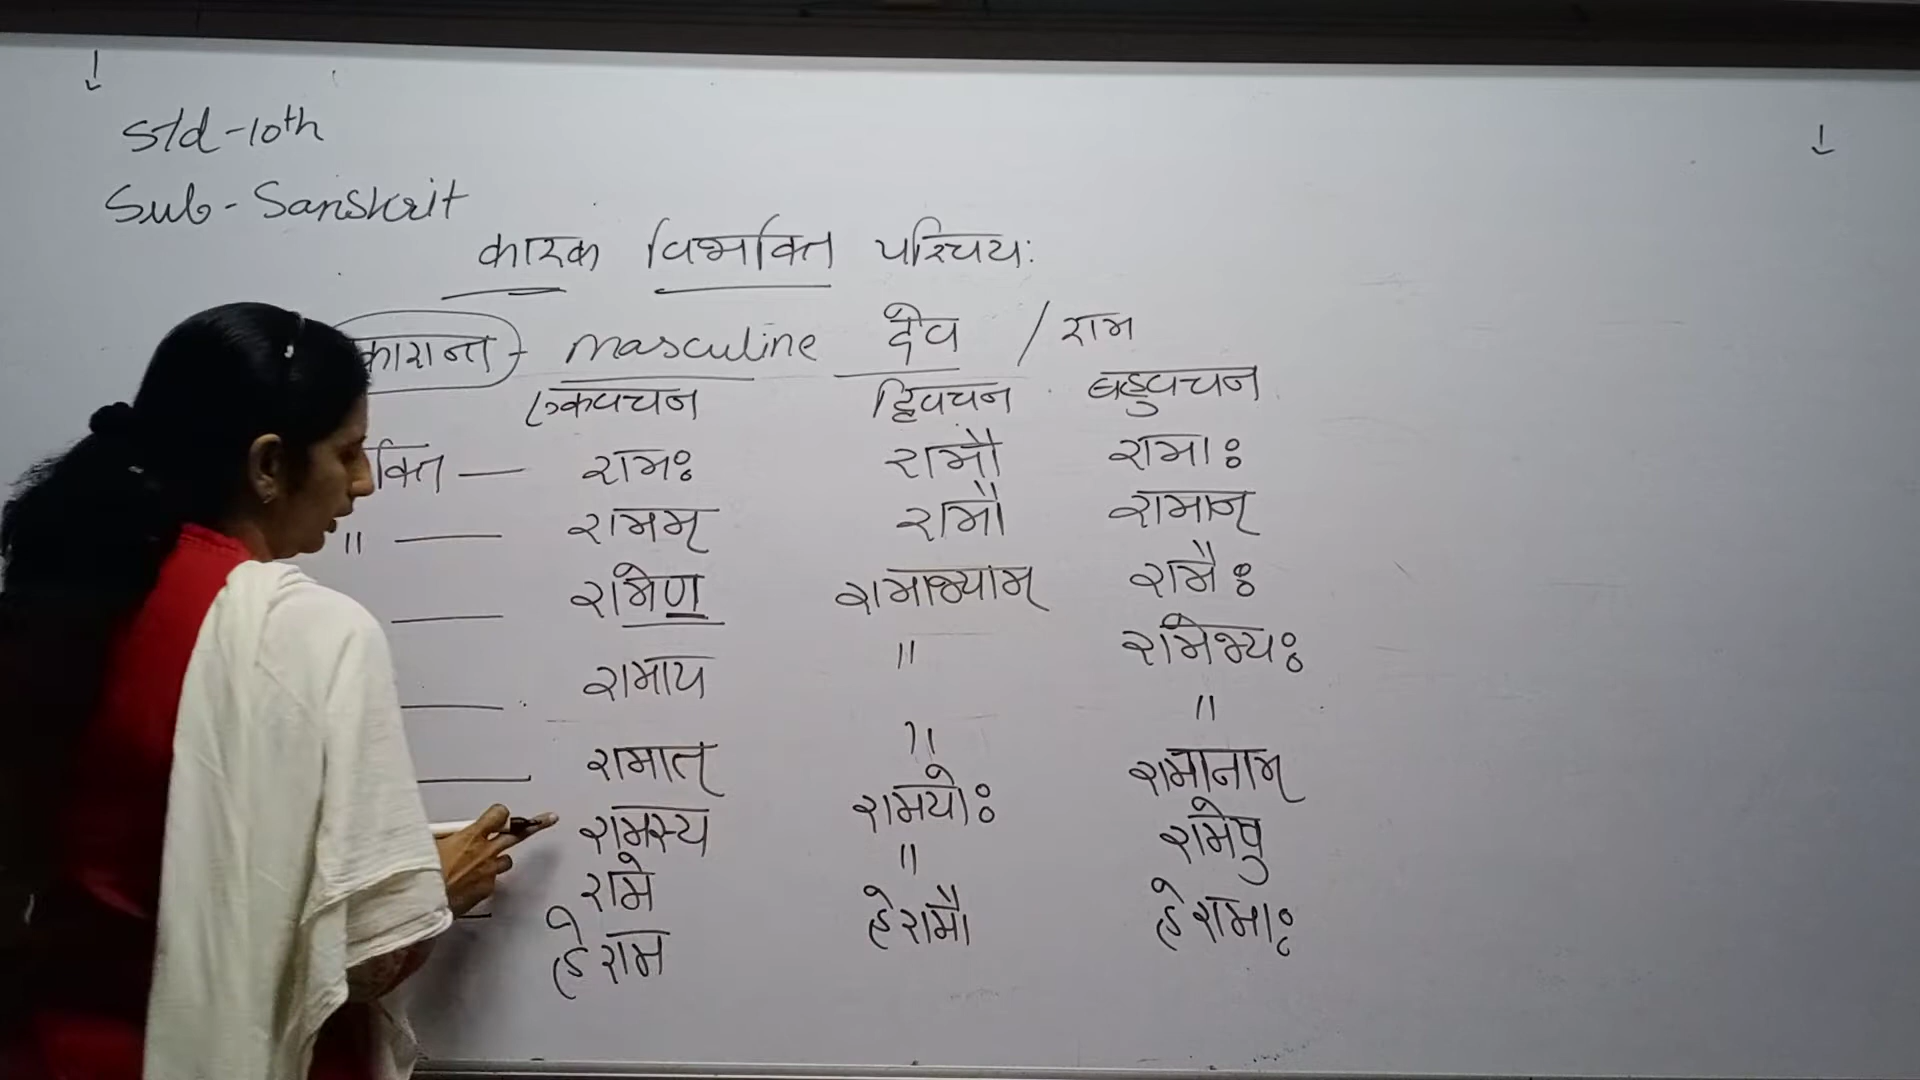 Std-10th
Sub-Sanskrit
कारक विभक्ति परिचय:
कारान्त - masculine देव / राम
एकवचन द्विवचन बहुवचन
क्ति — रामः रामौ रामाः
" — रामम् रामौ रामान्
— रामेण रामाभ्याम् रामैः
— रामाय " रामेभ्यः
— रामात् " "
रामस्य रामयोः रामानाम्
रामे " रामेषु
हे राम हे रामौ हे रामाः